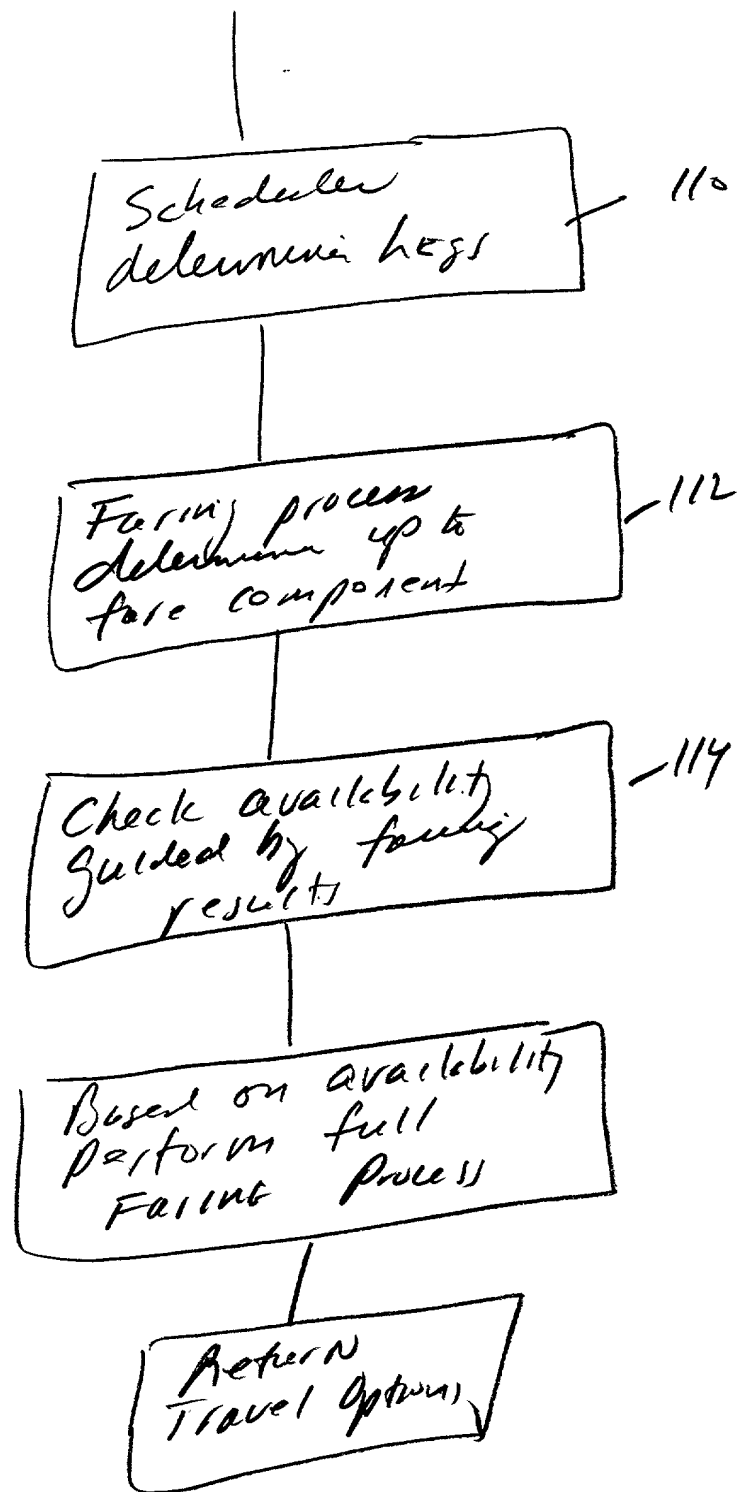 Scheduler
determines Legs
110
Faring process
determines up to
fare component
112
Check availability
guided by faring
results
114
Based on availability
perform full
Faring Process
Return
Travel Options